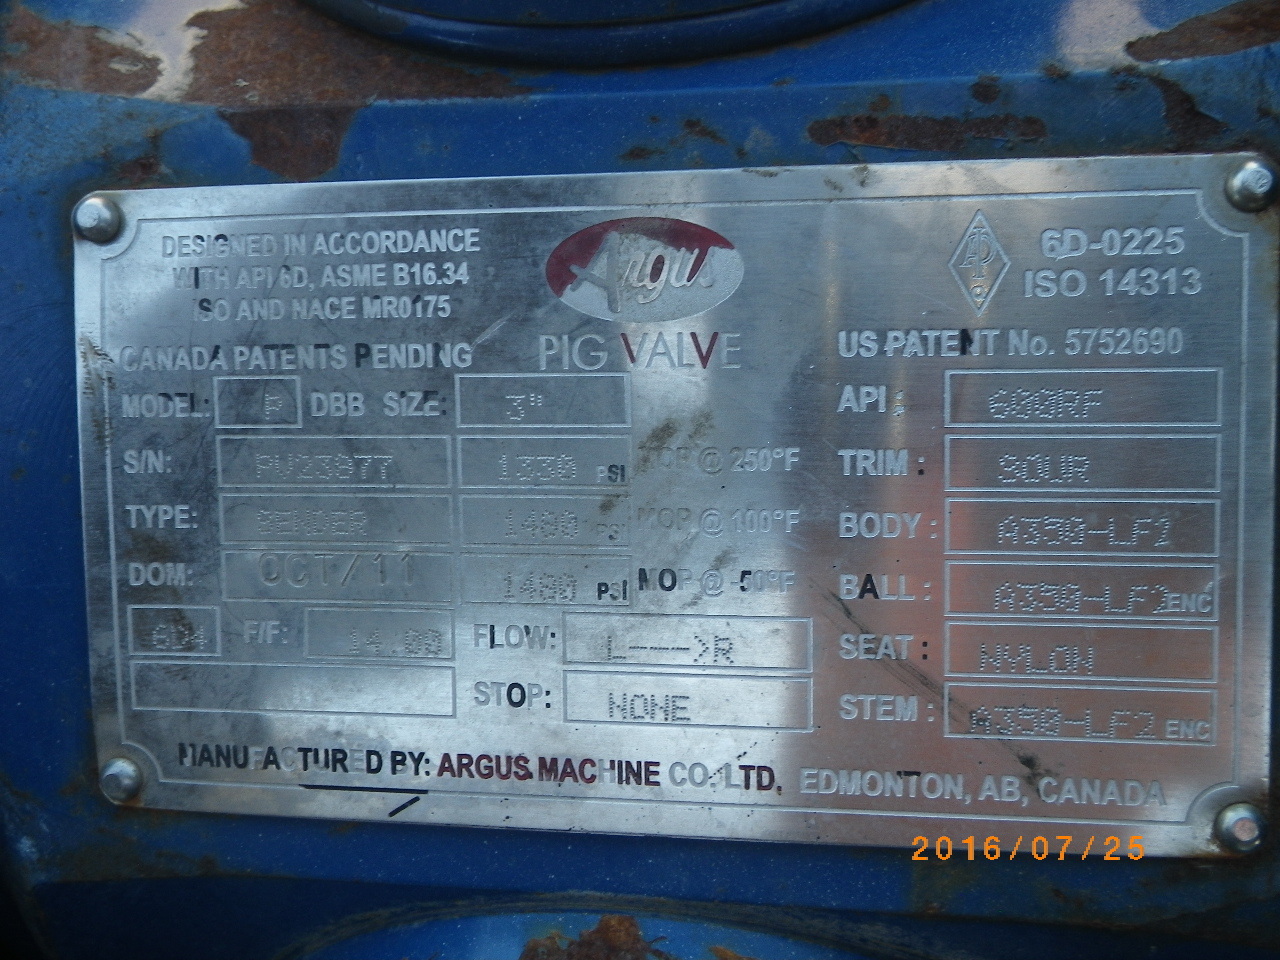 DESIGNED IN ACCORDANCE
WITH API 6D, ASME B16.34
ISO AND NACE MR0175
CANADA PATENTS PENDING
Argus
PIG VALVE
6D-0225
ISO 14313
US PATENT No. 5752690
MODEL: P DBB SIZE: 3"
S/N: PV23877 1330 PSI MOP @ 250°F
TYPE: SENDER 1480 PSI MOP @ 100°F
DOM: OCT/11 1480 PSI MOP @ -50°F
F/F: 14.00 FLOW: L--->R
STOP: NONE
API: 600RF
TRIM: SOUR
BODY: A350-LF2
BALL: A350-LF2 ENC
SEAT: NYLON
STEM: A350-LF2 ENC
MANUFACTURED BY: ARGUS MACHINE CO. LTD. EDMONTON, AB, CANADA
2016/07/25